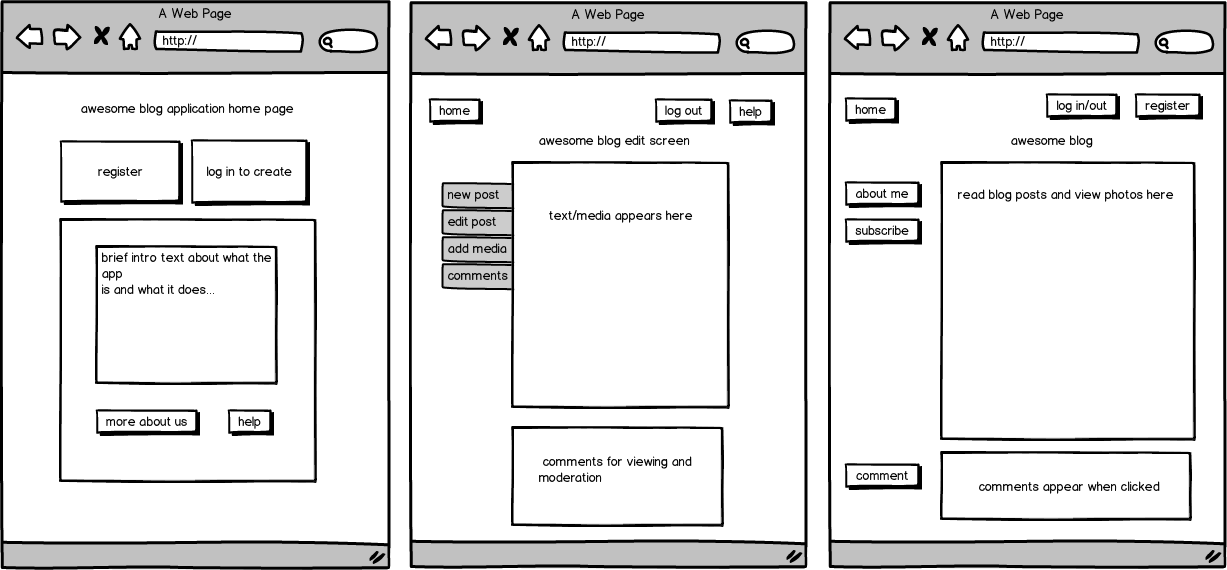 A Web Page
http://
awesome blog application home page
register
log in to create
brief intro text about what the
app
is and what it does...
more about us
help
A Web Page
http://
home
log out
help
awesome blog edit screen
new post
edit post
add media
comments
text/media appears here
comments for viewing and
moderation
A Web Page
http://
home
log in/out
register
awesome blog
about me
subscribe
read blog posts and view photos here
comment
comments appear when clicked